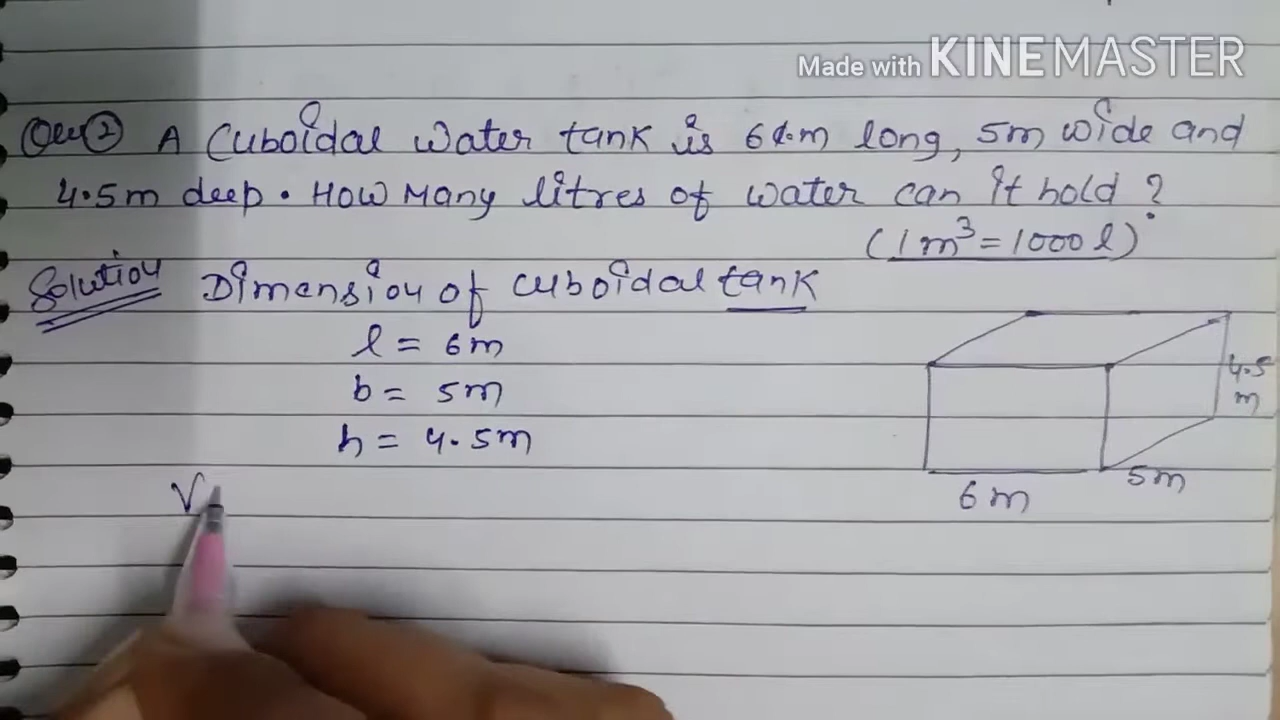 Made with KINEMASTER
Que② A Cuboidal Water tank is 6 m long, 5m wide and
4.5m deep. How Many litres of water can it hold ?
(1m³ = 1000 l)
Solution Dimension of cuboidal tank
l = 6m
b = 5m
h = 4.5m
4.5
m
V
6 m
5m